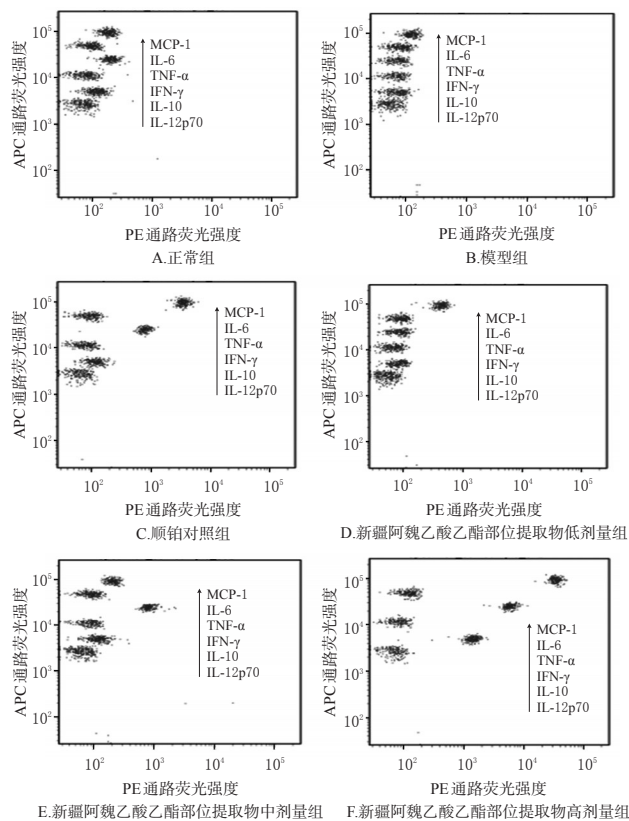 APC通路荧光强度
10⁵
10⁴
10³
10²
MCP-1
IL-6
TNF-α
IFN-γ
IL-10
IL-12p70
10² 10³ 10⁴ 10⁵
PE通路荧光强度
A.正常组
APC通路荧光强度
10⁵
10⁴
10³
10²
MCP-1
IL-6
TNF-α
IFN-γ
IL-10
IL-12p70
10² 10³ 10⁴ 10⁵
PE通路荧光强度
B.模型组
APC通路荧光强度
10⁵
10⁴
10³
10²
MCP-1
IL-6
TNF-α
IFN-γ
IL-10
IL-12p70
10² 10³ 10⁴ 10⁵
PE通路荧光强度
C.顺铂对照组
APC通路荧光强度
10⁵
10⁴
10³
10²
MCP-1
IL-6
TNF-α
IFN-γ
IL-10
IL-12p70
10² 10³ 10⁴ 10⁵
PE通路荧光强度
D.新疆阿魏乙酸乙酯部位提取物低剂量组
APC通路荧光强度
10⁵
10⁴
10³
10²
MCP-1
IL-6
TNF-α
IFN-γ
IL-10
IL-12p70
10² 10³ 10⁴ 10⁵
PE通路荧光强度
E.新疆阿魏乙酸乙酯部位提取物中剂量组
APC通路荧光强度
10⁵
10⁴
10³
10²
MCP-1
IL-6
TNF-α
IFN-γ
IL-10
IL-12p70
10² 10³ 10⁴ 10⁵
PE通路荧光强度
F.新疆阿魏乙酸乙酯部位提取物高剂量组